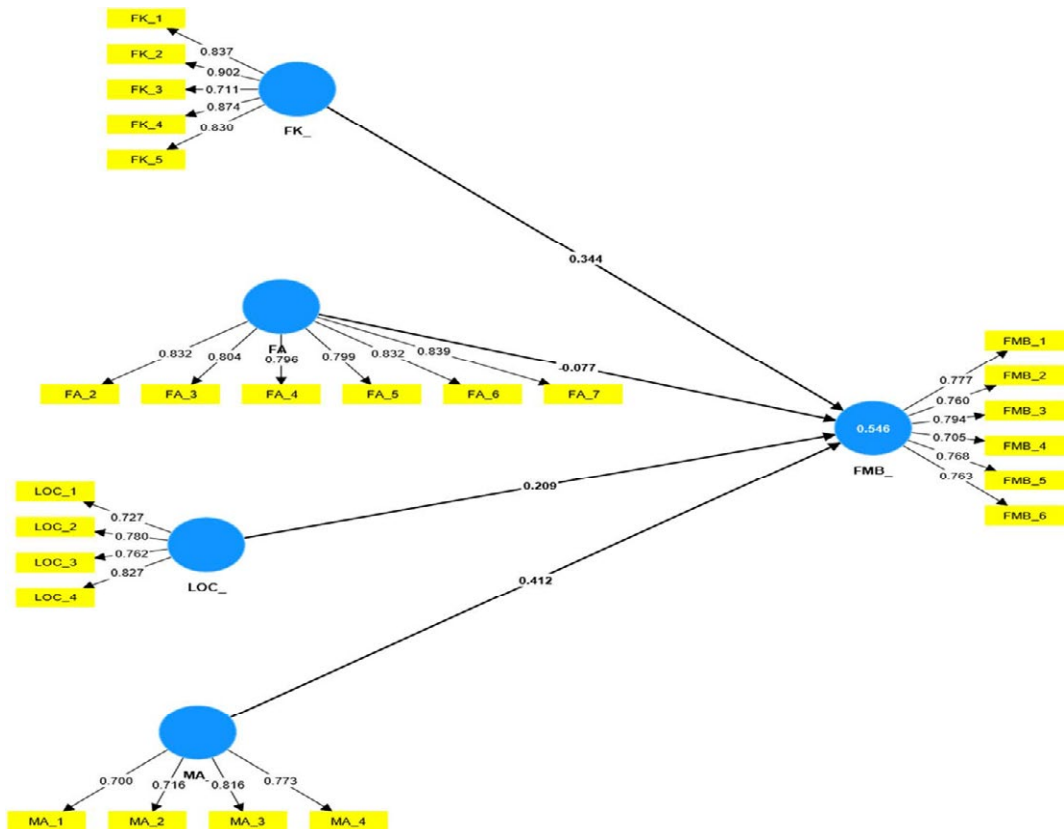 FK_1
FK_2
FK_3
FK_4
FK_5
0.837
0.902
0.711
0.874
0.830
FK_
0.344
FA
0.832
0.804
0.796
0.799
0.832
0.839
FA_2
FA_3
FA_4
FA_5
FA_6
FA_7
-0.077
FMB_1
FMB_2
FMB_3
FMB_4
FMB_5
FMB_6
0.777
0.760
0.794
0.705
0.768
0.763
0.546
FMB_
LOC_1
LOC_2
LOC_3
LOC_4
0.727
0.780
0.762
0.827
LOC_
0.209
0.412
MA_
0.700
0.716
0.816
0.773
MA_1
MA_2
MA_3
MA_4